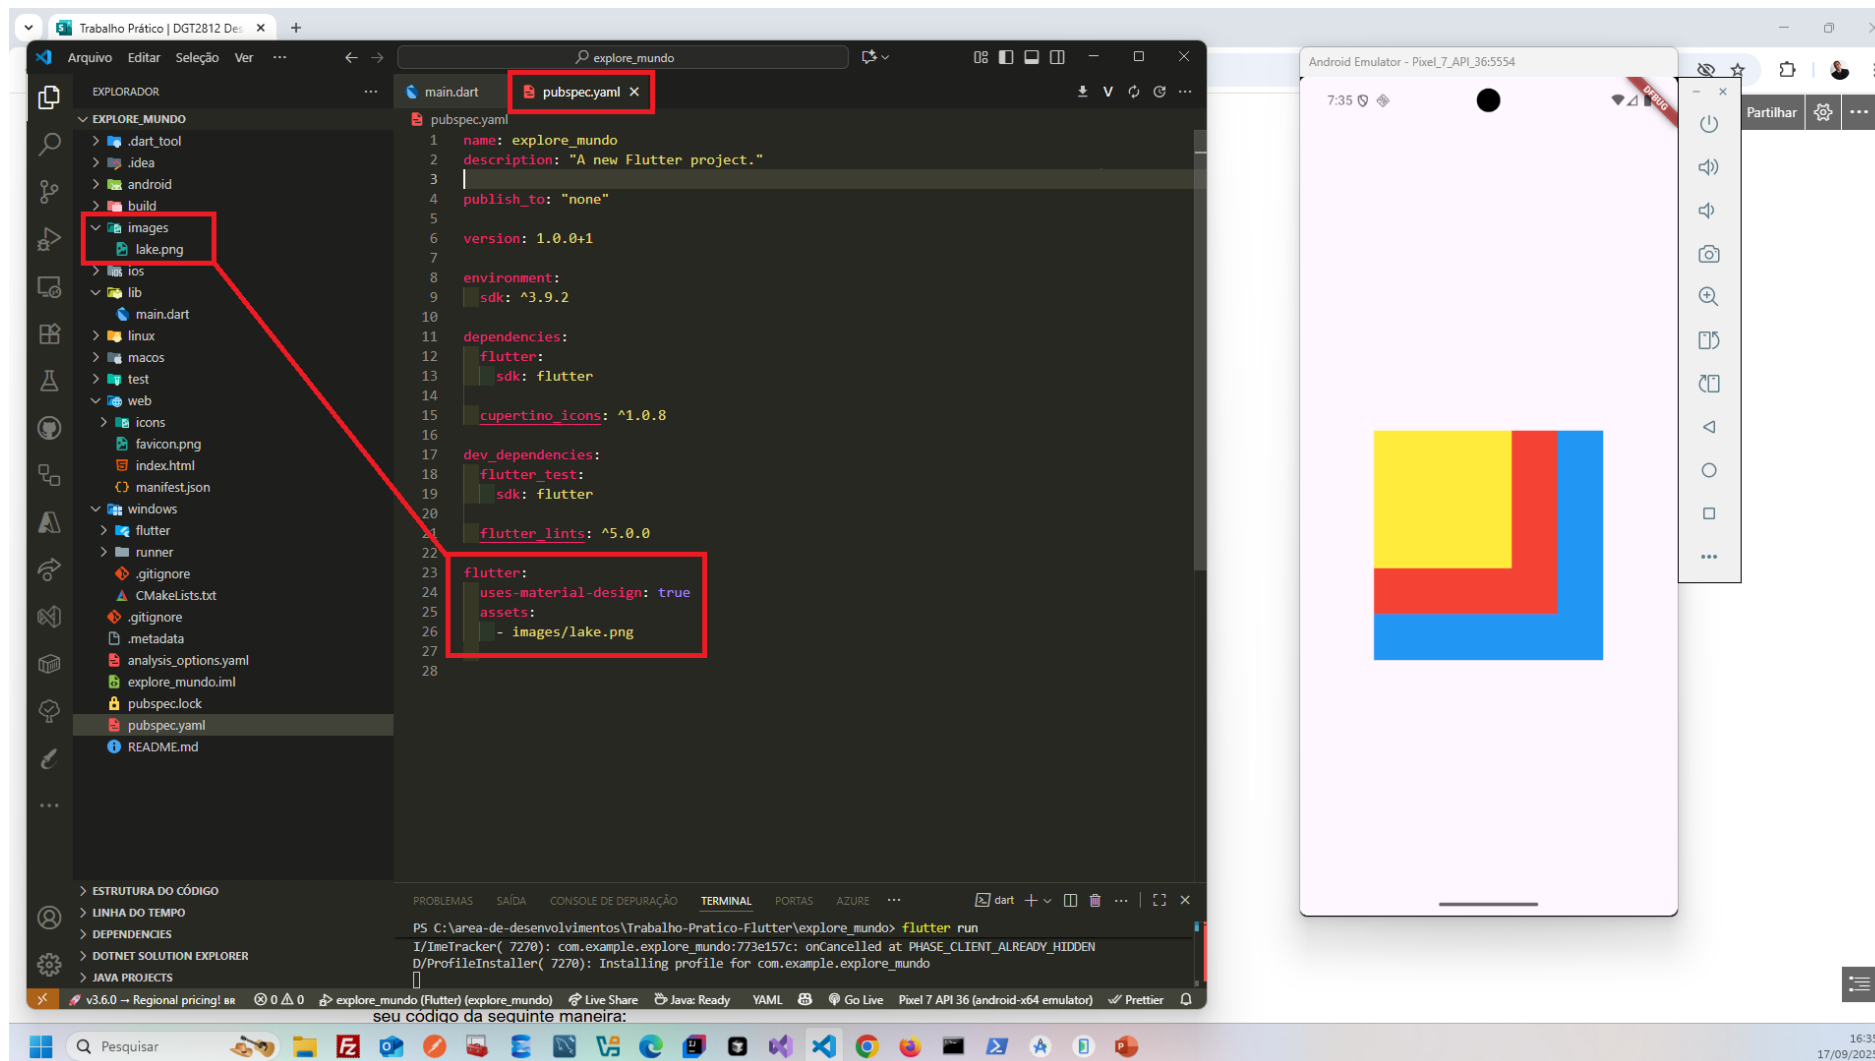 Trabalho Prático | DGT2812 Des
Arquivo Editar Seleção Ver
explore_mundo
EXPLORADOR
EXPLORE_MUNDO
.dart_tool
.idea
android
build
images
lake.png
ios
lib
main.dart
linux
macos
test
web
icons
favicon.png
index.html
manifest.json
windows
flutter
runner
.gitignore
CMakeLists.txt
.gitignore
.metadata
analysis_options.yaml
explore_mundo.iml
pubspec.lock
pubspec.yaml
README.md
ESTRUTURA DO CÓDIGO
LINHA DO TEMPO
DEPENDENCIES
DOTNET SOLUTION EXPLORER
JAVA PROJECTS
main.dart pubspec.yaml
pubspec.yaml
1 name: explore_mundo
2 description: "A new Flutter project."
3
4 publish_to: "none"
5
6 version: 1.0.0+1
7
8 environment:
9 sdk: ^3.9.2
10
11 dependencies:
12 flutter:
13 sdk: flutter
14
15 cupertino_icons: ^1.0.8
16
17 dev_dependencies:
18 flutter_test:
19 sdk: flutter
20
21 flutter_lints: ^5.0.0
22
23 flutter:
24 uses-material-design: true
25 assets:
26 - images/lake.png
27
28
PROBLEMAS SAÍDA CONSOLE DE DEPURAÇÃO TERMINAL PORTAS AZURE
dart
PS C:\area-de-desenvolvimentos\Trabalho-Pratico-Flutter\explore_mundo> flutter run
I/ImeTracker( 7270): com.example.explore_mundo:773e157c: onCancelled at PHASE_CLIENT_ALREADY_HIDDEN
D/ProfileInstaller( 7270): Installing profile for com.example.explore_mundo
v3.6.0 → Regional pricing! BR 0 0 explore_mundo (Flutter) (explore_mundo) Live Share Java: Ready YAML Go Live Pixel 7 API 36 (android-x64 emulator) Prettier
seu código da seguinte maneira:
Android Emulator - Pixel_7_API_36:5554
7:35
DEBUG
Partilhar
Pesquisar
16:3
17/09/202